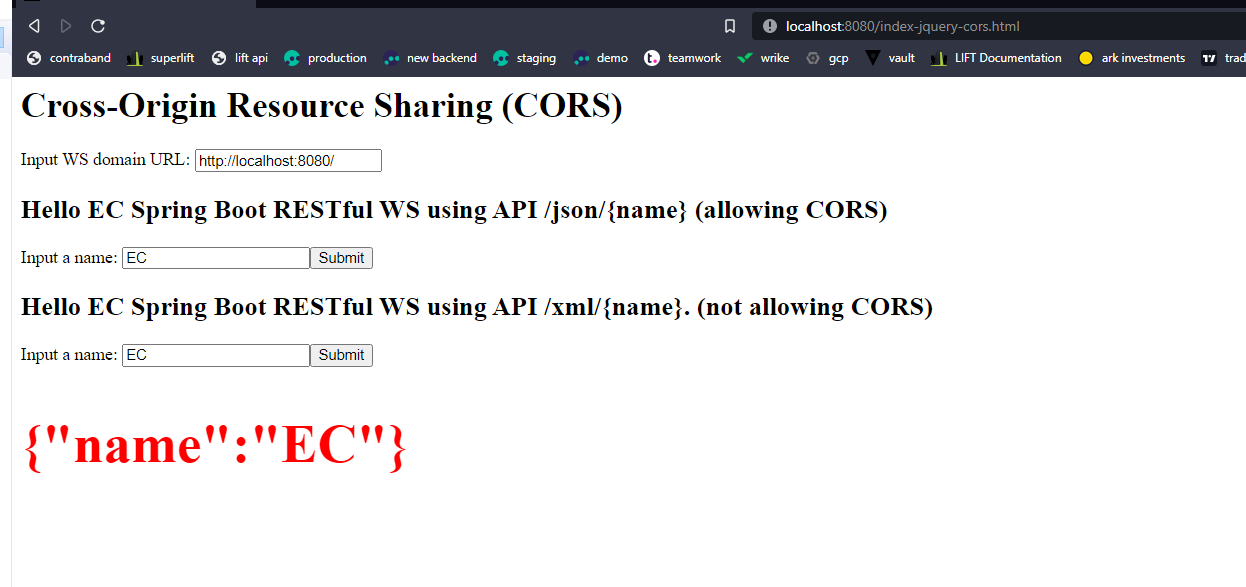 localhost:8080/index-jquery-cors.html
contraband superlift lift api production new backend staging demo teamwork wrike gcp vault LIFT Documentation ark investments trad
Cross-Origin Resource Sharing (CORS)
Input WS domain URL: http://localhost:8080/
Hello EC Spring Boot RESTful WS using API /json/{name} (allowing CORS)
Input a name: EC Submit
Hello EC Spring Boot RESTful WS using API /xml/{name}. (not allowing CORS)
Input a name: EC Submit
{"name":"EC"}